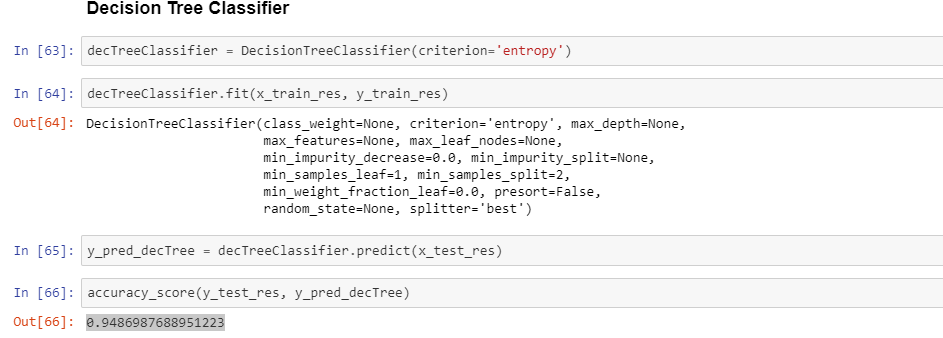 Decision Tree Classifier
In [63]: decTreeClassifier = DecisionTreeClassifier(criterion='entropy')
In [64]: decTreeClassifier.fit(x_train_res, y_train_res)
Out[64]: DecisionTreeClassifier(class_weight=None, criterion='entropy', max_depth=None,
max_features=None, max_leaf_nodes=None,
min_impurity_decrease=0.0, min_impurity_split=None,
min_samples_leaf=1, min_samples_split=2,
min_weight_fraction_leaf=0.0, presort=False,
random_state=None, splitter='best')
In [65]: y_pred_decTree = decTreeClassifier.predict(x_test_res)
In [66]: accuracy_score(y_test_res, y_pred_decTree)
Out[66]: 0.9486987688951223